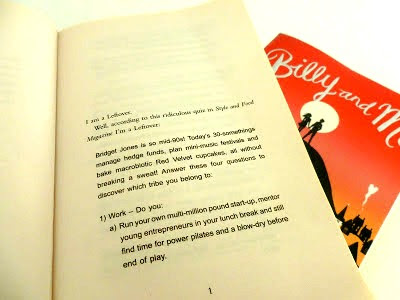 I am a Leftover.
Well, according to this ridiculous quiz in Style and Food
Magazine I'm a Leftover:
Bridget Jones is so mid-90s! Today's 30-somethings
manage hedge funds, plan mini-music festivals and
bake macrobiotic Red Velvet cupcakes, all without
breaking a sweat! Answer these four questions to
discover which tribe you belong to:
1) Work – Do you:
a) Run your own multi-million pound start-up, mentor
young entrepreneurs in your lunch break and still
find time for power pilates and a blow-dry before
end of play.
1
Billy and M